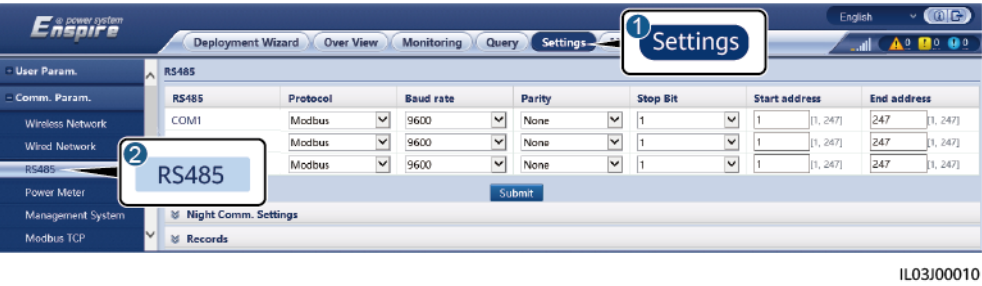 Enspire e power system
English
Deployment Wizard Over View Monitoring Query Settings
1 Settings
0 0 0
User Param.
RS485
Comm. Param.
RS485 Protocol Baud rate Parity Stop Bit Start address End address
Wireless Network
COM1 Modbus 9600 None 1 1 [1, 247] 247 [1, 247]
Wired Network
Modbus 9600 None 1 1 [1, 247] 247 [1, 247]
RS485
2 RS485
Modbus 9600 None 1 1 [1, 247] 247 [1, 247]
Power Meter
Submit
Management System
Night Comm. Settings
Modbus TCP
Records
IL03J00010